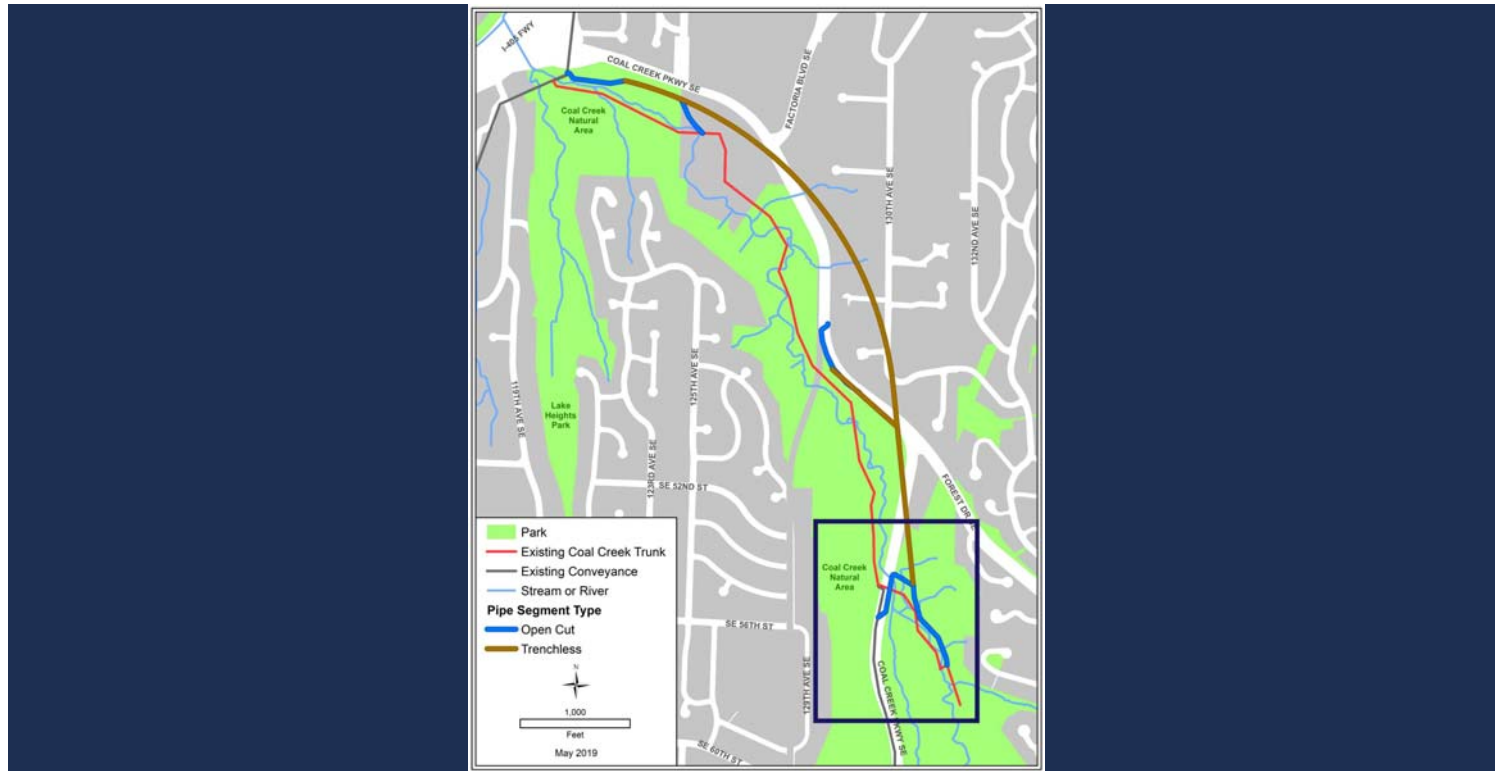 I-405 FWY
COAL CREEK PKWY SE
FACTORIA BLVD SE
Coal Creek
Natural
Area
130TH AVE SE
132ND AVE SE
119TH AVE SE
125TH AVE SE
Lake
Heights
Park
123RD AVE SE
SE 52ND ST
FOREST DR SE
Park
Existing Coal Creek Trunk
Existing Conveyance
Stream or River
Pipe Segment Type
Open Cut
Trenchless
N
1,000
Feet
May 2019
Coal Creek
Natural
Area
SE 56TH ST
129TH AVE SE
COAL CREEK PKWY SE
SE 60TH ST